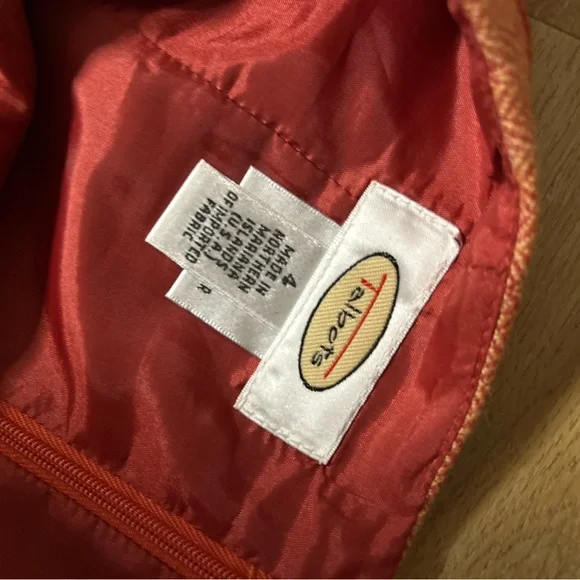 Talbots
4
MADE IN
NORTHERN
MARIANA
ISLANDS
(U.S.A.)
OF IMPORTED
FABRIC
R